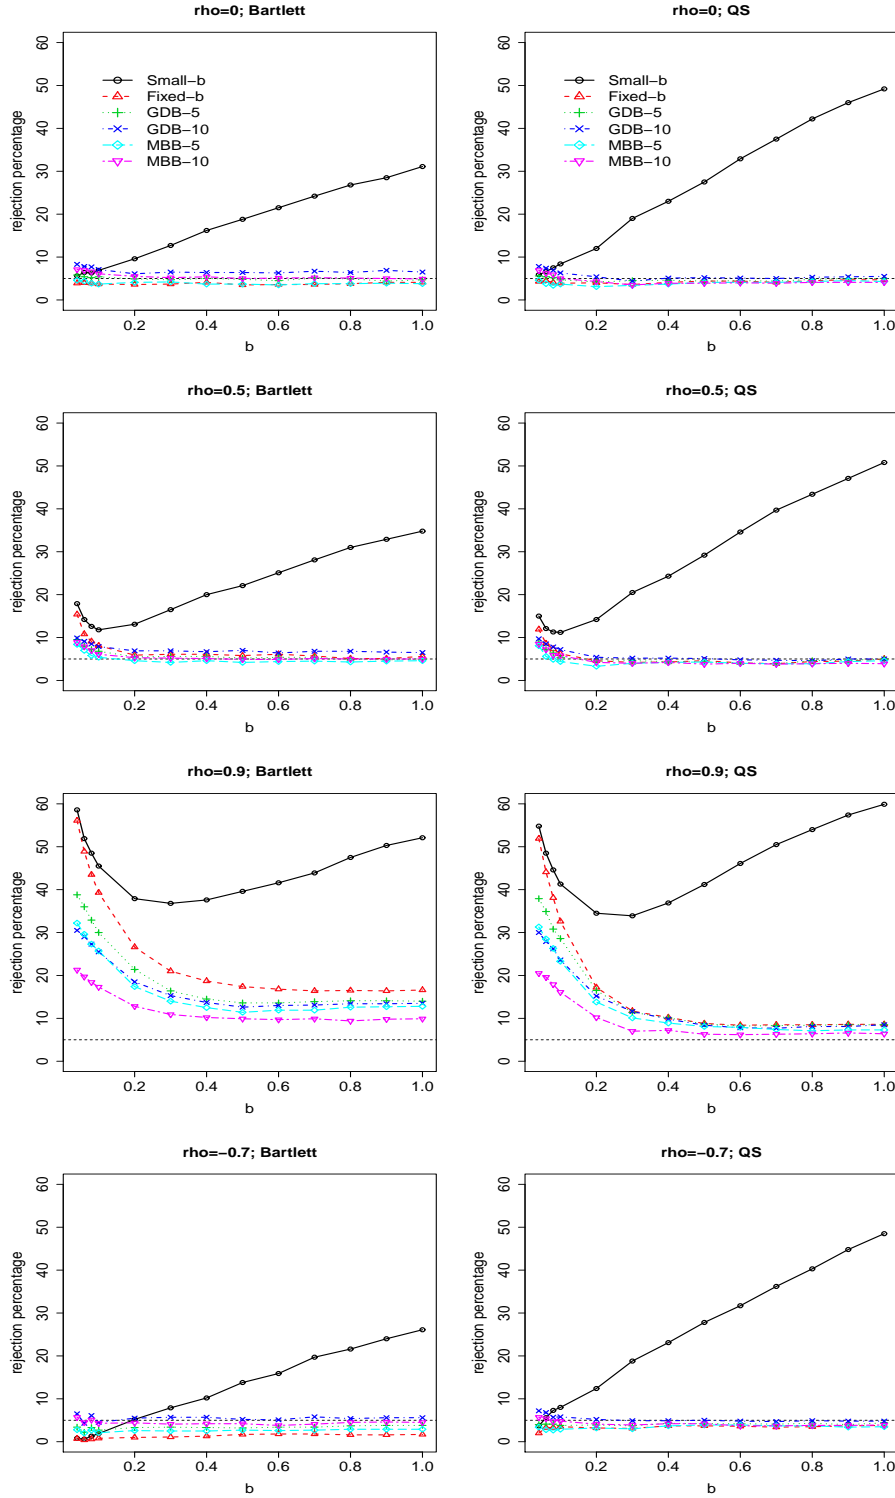 rho=0; Bartlett
rejection percentage
60
50
40
30
20
10
0
Small−b
Fixed−b
GDB−5
GDB−10
MBB−5
MBB−10
0.2 0.4 0.6 0.8 1.0
b
rho=0; QS
rejection percentage
60
50
40
30
20
10
0
Small−b
Fixed−b
GDB−5
GDB−10
MBB−5
MBB−10
0.2 0.4 0.6 0.8 1.0
b
rho=0.5; Bartlett
rejection percentage
60
50
40
30
20
10
0
0.2 0.4 0.6 0.8 1.0
b
rho=0.5; QS
rejection percentage
60
50
40
30
20
10
0
0.2 0.4 0.6 0.8 1.0
b
rho=0.9; Bartlett
rejection percentage
60
50
40
30
20
10
0
0.2 0.4 0.6 0.8 1.0
b
rho=0.9; QS
rejection percentage
60
50
40
30
20
10
0
0.2 0.4 0.6 0.8 1.0
b
rho=−0.7; Bartlett
rejection percentage
60
50
40
30
20
10
0
0.2 0.4 0.6 0.8 1.0
b
rho=−0.7; QS
rejection percentage
60
50
40
30
20
10
0
0.2 0.4 0.6 0.8 1.0
b